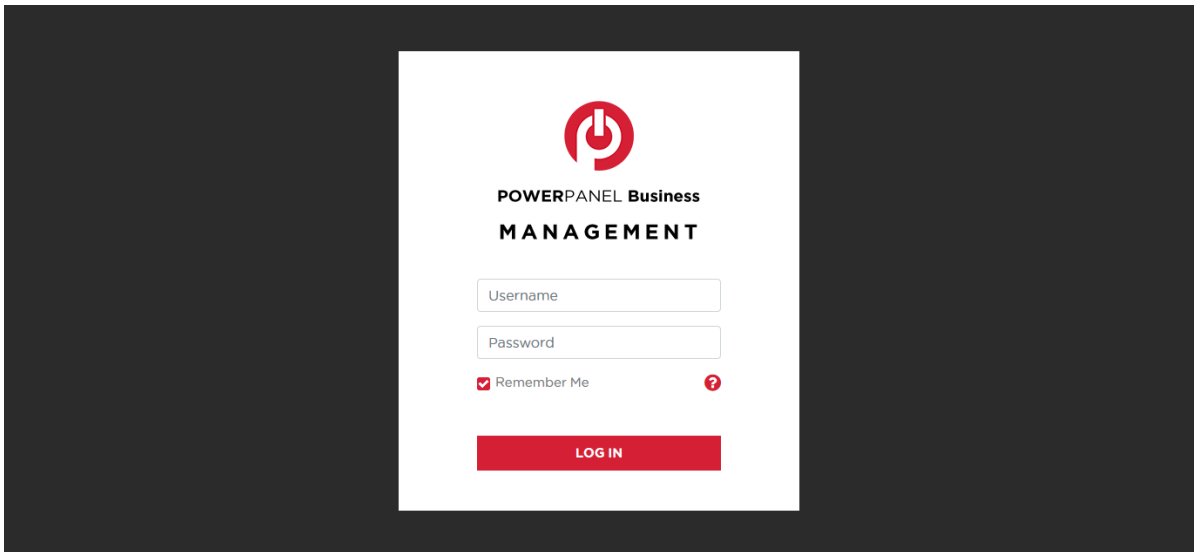 POWERPANEL Business
MANAGEMENT
Username
Password
Remember Me
?
LOG IN